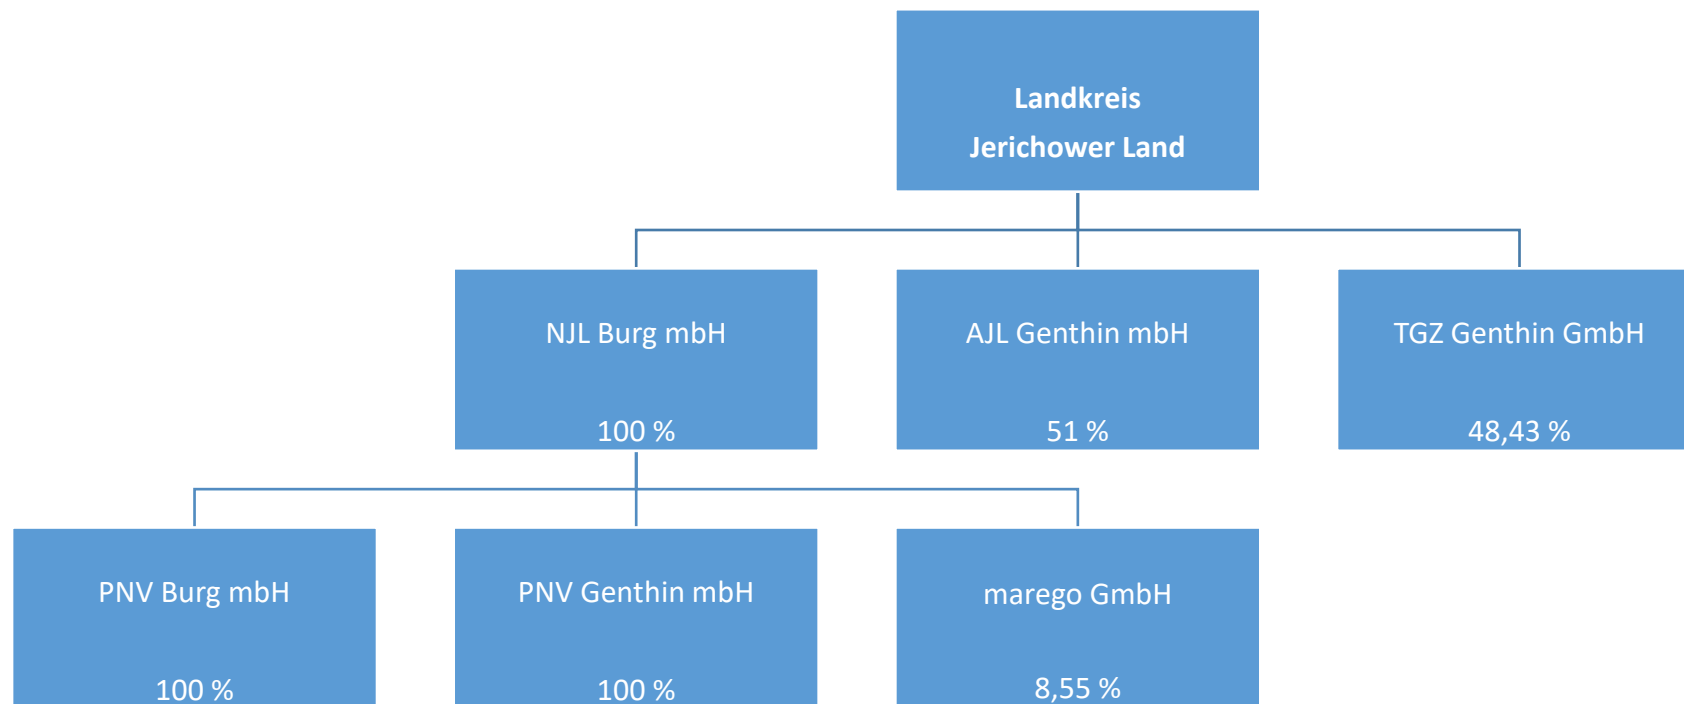 Landkreis
Jerichower Land
NJL Burg mbH
100 %
AJL Genthin mbH
51 %
TGZ Genthin GmbH
48,43 %
PNV Burg mbH
100 %
PNV Genthin mbH
100 %
marego GmbH
8,55 %